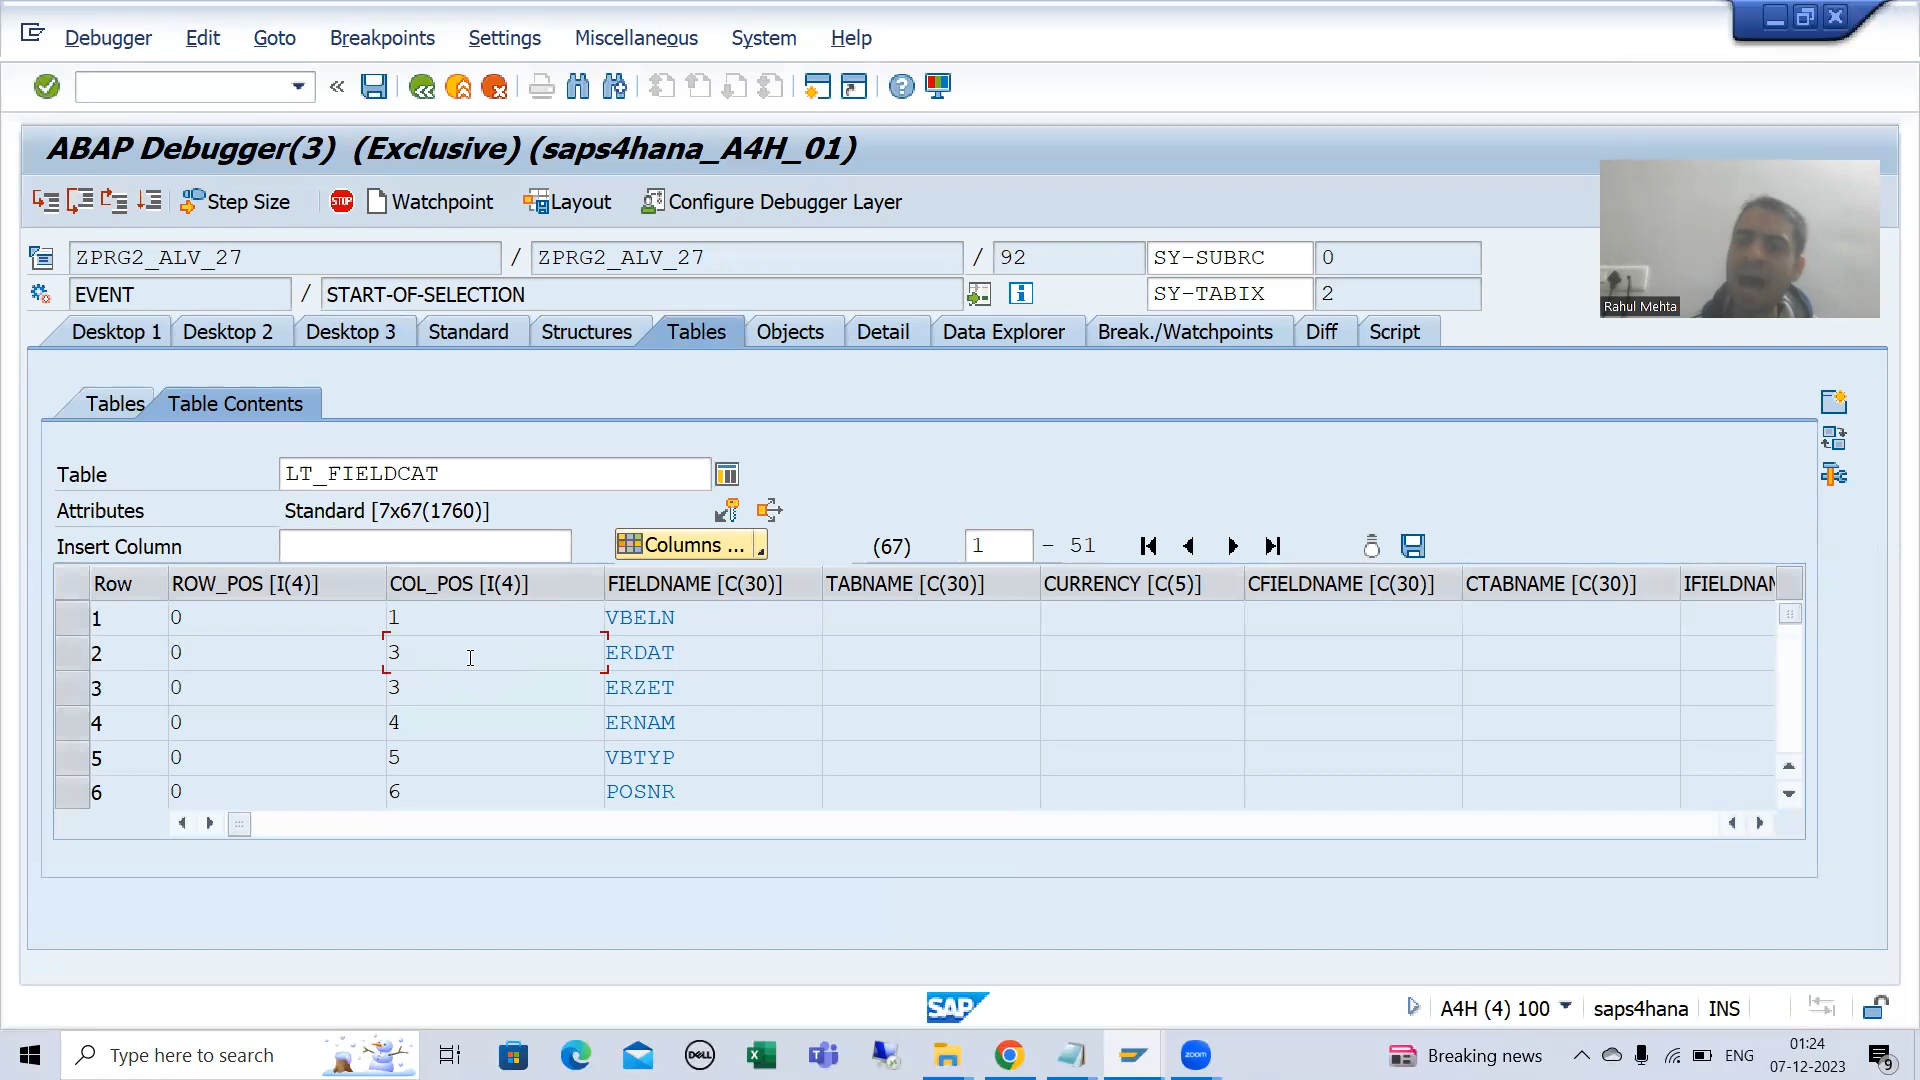 Debugger Edit Goto Breakpoints Settings Miscellaneous System Help
ABAP Debugger(3) (Exclusive) (saps4hana_A4H_01)
Step Size STOP Watchpoint Layout Configure Debugger Layer
ZPRG2_ALV_27 / ZPRG2_ALV_27 / 92 SY-SUBRC 0
EVENT / START-OF-SELECTION SY-TABIX 2
Rahul Mehta
Desktop 1 Desktop 2 Desktop 3 Standard Structures Tables Objects Detail Data Explorer Break./Watchpoints Diff Script
Tables Table Contents
Table LT_FIELDCAT
Attributes Standard [7x67(1760)]
Insert Column Columns ... (67) 1 - 51
Row ROW_POS [I(4)] COL_POS [I(4)] FIELDNAME [C(30)] TABNAME [C(30)] CURRENCY [C(5)] CFIELDNAME [C(30)] CTABNAME [C(30)] IFIELDNAM
1 0 1 VBELN
2 0 3 ERDAT
3 0 3 ERZET
4 0 4 ERNAM
5 0 5 VBTYP
6 0 6 POSNR
SAP A4H (4) 100 saps4hana INS
Type here to search DELL zoom Breaking news ENG 01:24
07-12-2023 9